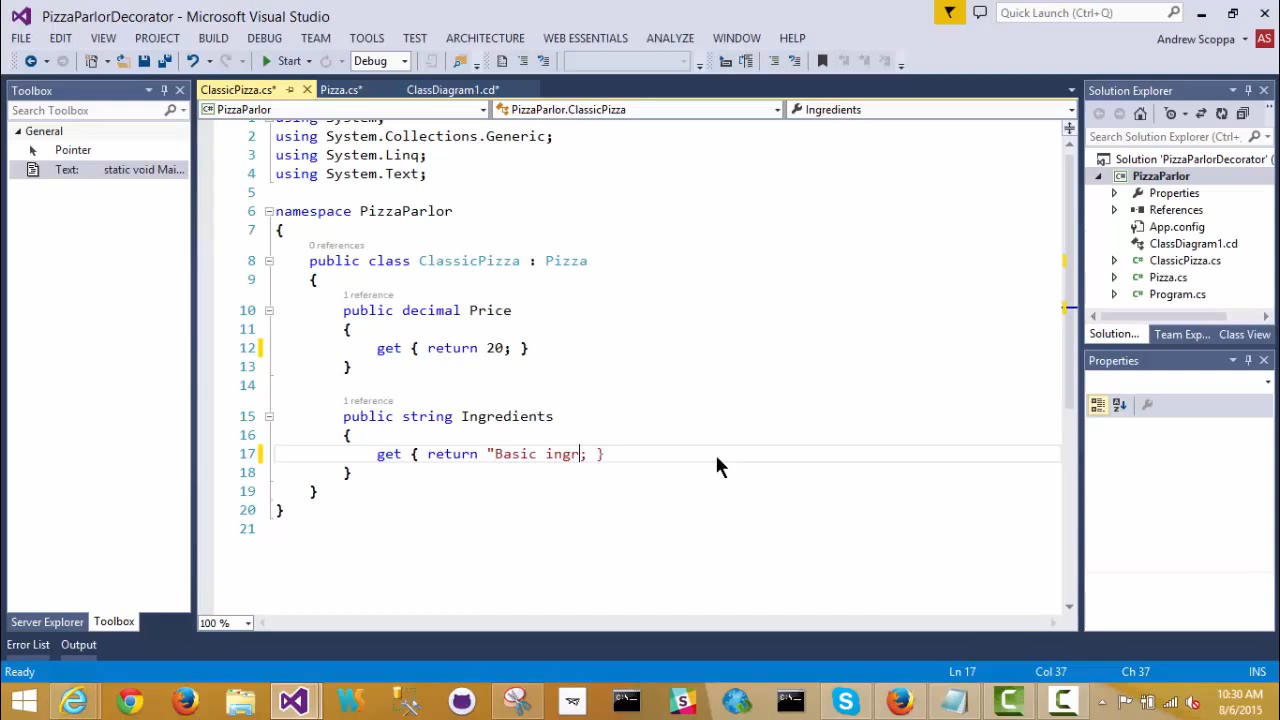 PizzaParlorDecorator - Microsoft Visual Studio
Quick Launch (Ctrl+Q)
FILE EDIT VIEW PROJECT BUILD DEBUG TEAM TOOLS TEST ARCHITECTURE WEB ESSENTIALS ANALYZE WINDOW HELP
Andrew Scoppa AS
Start Debug
Toolbox
ClassicPizza.cs* Pizza.cs* ClassDiagram1.cd*
Solution Explorer
Search Toolbox
PizzaParlor PizzaParlor.ClassicPizza Ingredients
General
Pointer
Text: static void Mai...
1 using System;
2 using System.Collections.Generic;
3 using System.Linq;
4 using System.Text;
5
6 namespace PizzaParlor
7 {
0 references
8 public class ClassicPizza : Pizza
9 {
1 reference
10 public decimal Price
11 {
12 get { return 20; }
13 }
14
1 reference
15 public string Ingredients
16 {
17 get { return "Basic ingr; }
18 }
19 }
20 }
21
100 %
Search Solution Explorer (Ctrl+;
Solution 'PizzaParlorDecorator' (
PizzaParlor
Properties
References
App.config
ClassDiagram1.cd
ClassicPizza.cs
Pizza.cs
Program.cs
Solution... Team Exp... Class View
Properties
Server Explorer Toolbox
Error List Output
Ready Ln 17 Col 37 Ch 37 INS
10:30 AM
8/6/2015